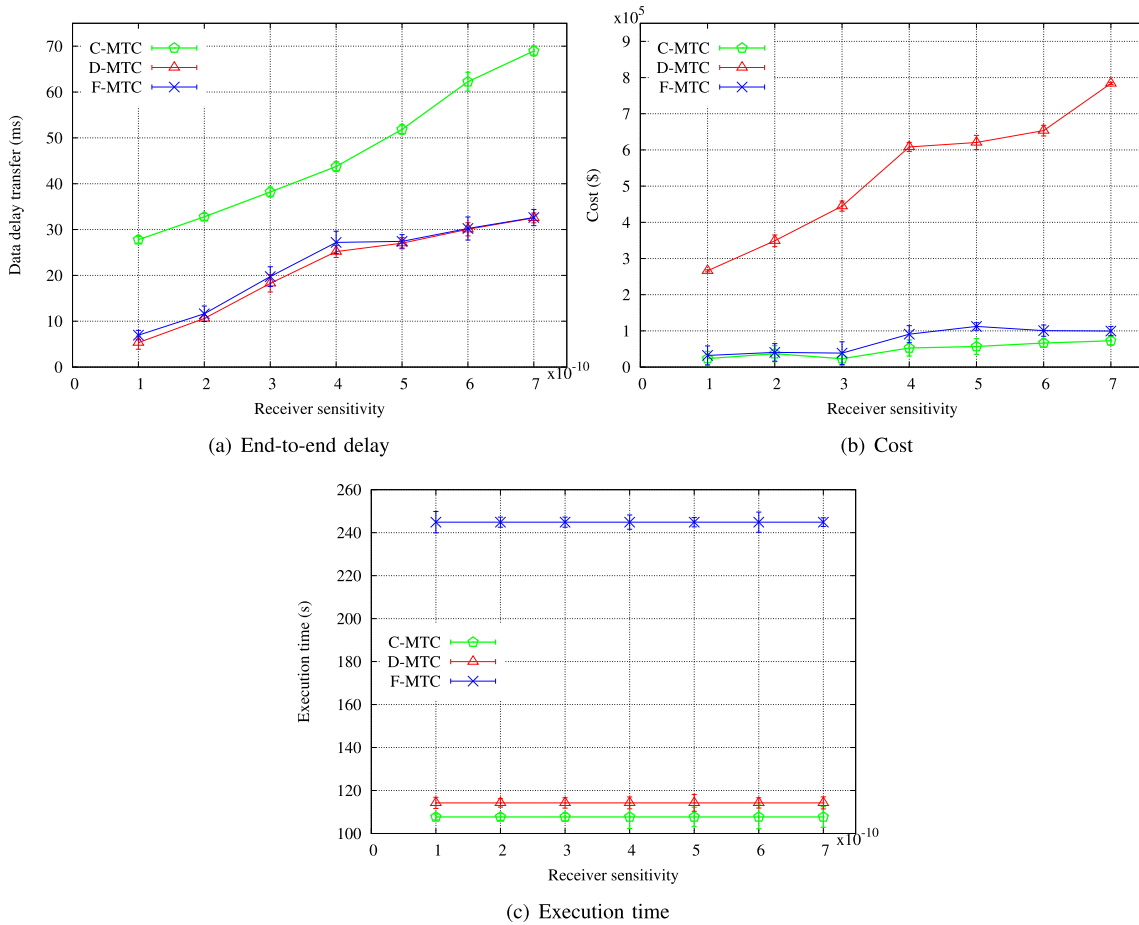 C-MTC
D-MTC
F-MTC
Data delay transfer (ms)
70
60
50
40
30
20
10
0
0 1 2 3 4 5 6 7
x10-10
Receiver sensitivity
(a) End-to-end delay
x10^5
C-MTC
D-MTC
F-MTC
Cost ($)
9
8
7
6
5
4
3
2
1
0
0 1 2 3 4 5 6 7
Receiver sensitivity
(b) Cost
260
240
220
200
180
160
140
120
100
Execution time (s)
C-MTC
D-MTC
F-MTC
0 1 2 3 4 5 6 7
x10-10
Receiver sensitivity
(c) Execution time